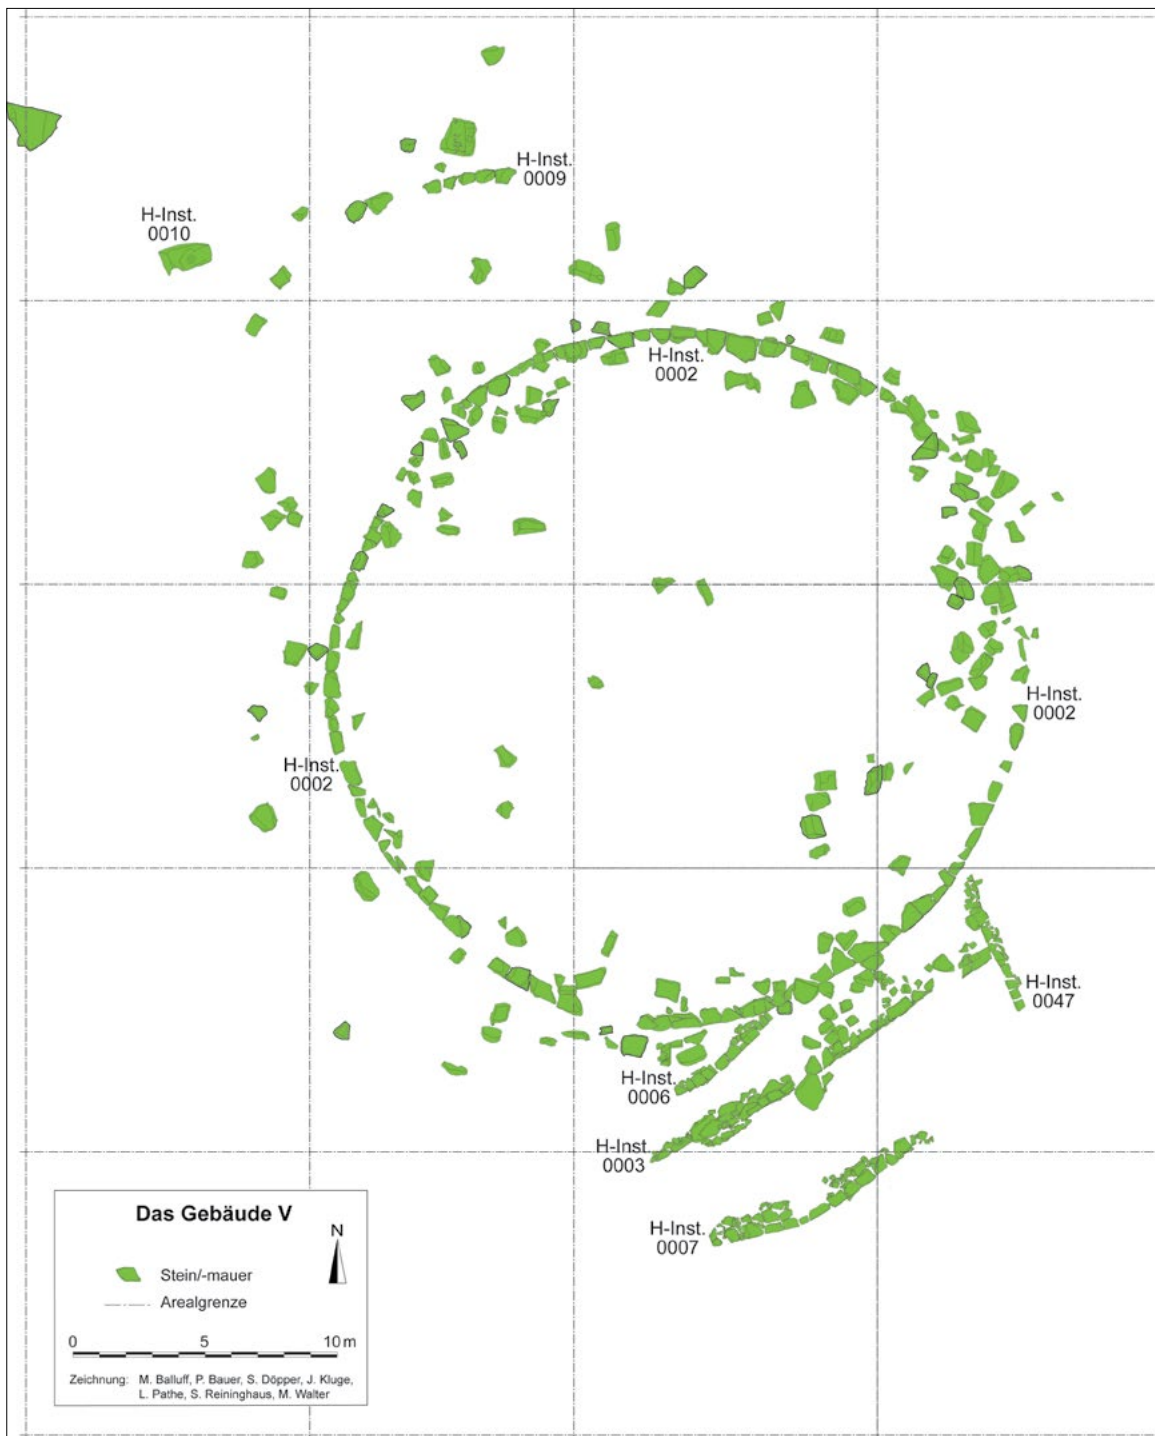 H-Inst.
0009
H-Inst.
0010
H-Inst.
0002
H-Inst.
0002
H-Inst.
0002
H-Inst.
0047
H-Inst.
0006
H-Inst.
0003
H-Inst.
0007
Das Gebäude V
N
Stein/-mauer
Arealgrenze
0 5 10 m
Zeichnung: M. Balluff, P. Bauer, S. Döpper, J. Kluge,
L. Pathe, S. Reininghaus, M. Walter